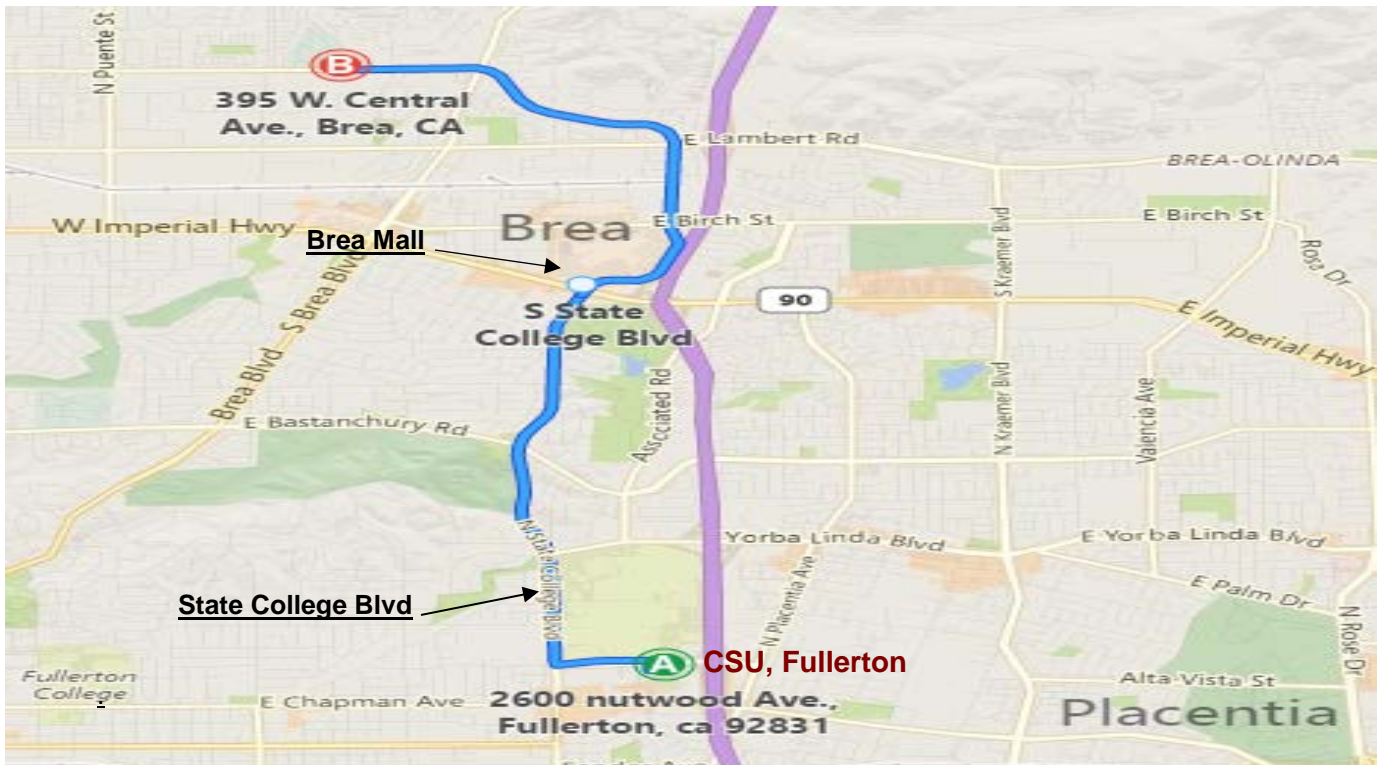 N Puente St
B
395 W. Central
Ave., Brea, CA
E Lambert Rd
BREA-OLINDA
W Imperial Hwy
Brea
E Birch St
E Birch St
Brea Mall
S Kraemer Blvd
Rosa Dr
S State
College Blvd
90
E Imperial Hwy
S Brea Blvd
Brea Blvd
E Bastanchury Rd
Associated Rd
N Kraemer Blvd
Valencia Ave
N State College Blvd
Yorba Linda Blvd
E Yorba Linda Blvd
State College Blvd
N Placentia Ave
E Palm Dr
N Rose Dr
A
CSU, Fullerton
Fullerton
College
E Chapman Ave
2600 nutwood Ave.,
Fullerton, ca 92831
Alta Vista St
Placentia